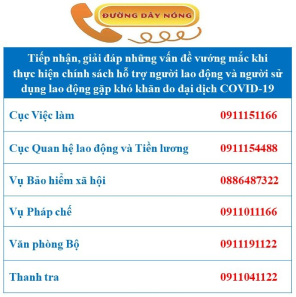 ĐƯỜNG DÂY NÓNG
Tiếp nhận, giải đáp những vấn đề vướng mắc khi
thực hiện chính sách hỗ trợ người lao động và người sử
dụng lao động gặp khó khăn do đại dịch COVID-19
Cục Việc làm 0911151166
Cục Quan hệ lao động và Tiền lương 0911154488
Vụ Bảo hiểm xã hội 0886487322
Vụ Pháp chế 0911011166
Văn phòng Bộ 0911191122
Thanh tra 0911041122